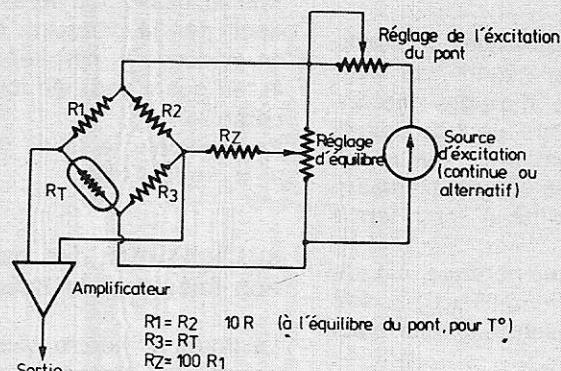 Réglage de l'éxcitation
du pont
R1
R2
RZ
Réglage
d'équilibre
Source
d'éxcitation
(continue ou
alternatif)
RT
R3
Amplificateur
R1= R2 10 R (à l'équilibre du pont, pour T°)
R3= RT
RZ= 100 R1
Sortie